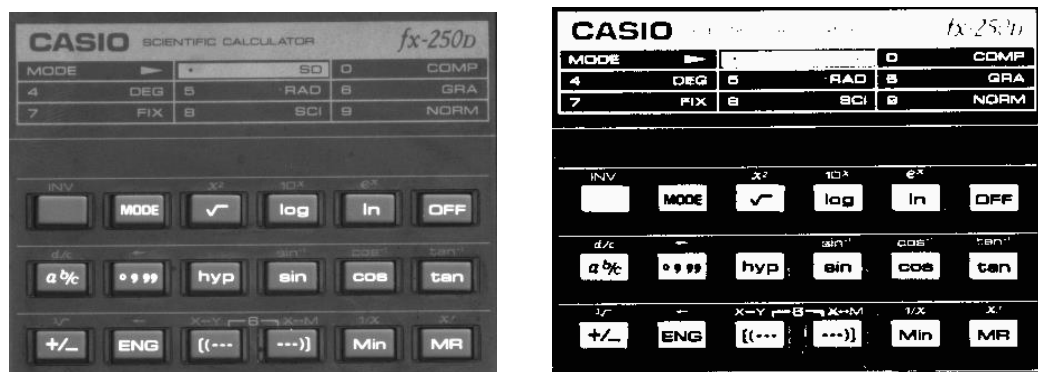 CASIO SCIENTIFIC CALCULATOR fx-250D
MODE SD 0 COMP
4 DEG 5 RAD 6 GRA
7 FIX 8 SCI 9 NORM
INV x² 10ˣ eˣ
MODE √ log ln OFF
d/c ← sin⁻¹ cos⁻¹ tan⁻¹
a b/c ° ’ ’’ hyp sin cos tan
³√ ← X↔Y 6 X↔M 1/X X!
+/− ENG [(--- ---)] Min MR
CASIO fx-250D
MODE 0 COMP
4 DEG 5 RAD 6 GRA
7 FIX 8 SCI 9 NORM
INV x² 10ˣ eˣ
MODE √ log ln OFF
d/c ← sin⁻¹ cos⁻¹ tan⁻¹
a b/c ° ’ ’’ hyp sin cos tan
³√ ← X↔Y 6 X↔M 1/X X!
+/− ENG [(--- ---)] Min MR